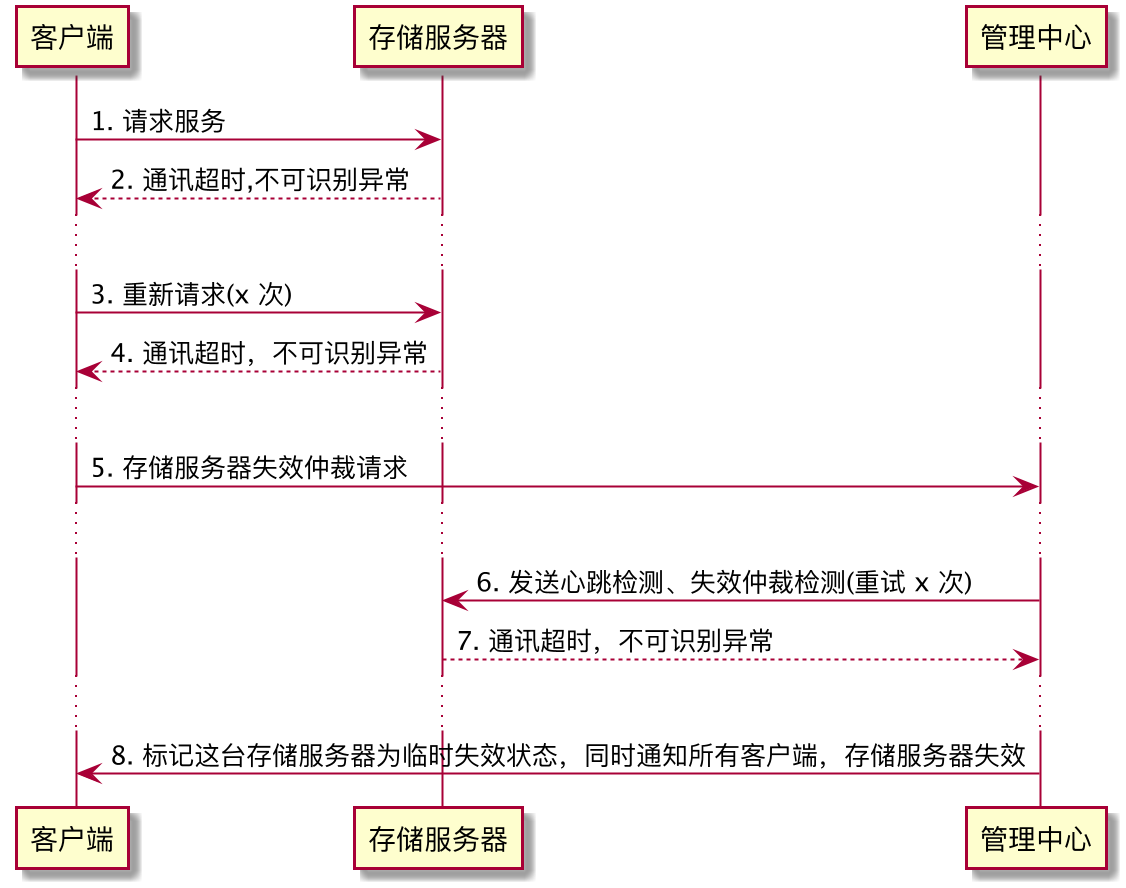 客户端
存储服务器
管理中心
1. 请求服务
2. 通讯超时,不可识别异常
3. 重新请求(x 次)
4. 通讯超时，不可识别异常
5. 存储服务器失效仲裁请求
6. 发送心跳检测、失效仲裁检测(重试 x 次)
7. 通讯超时，不可识别异常
8. 标记这台存储服务器为临时失效状态，同时通知所有客户端，存储服务器失效
客户端
存储服务器
管理中心